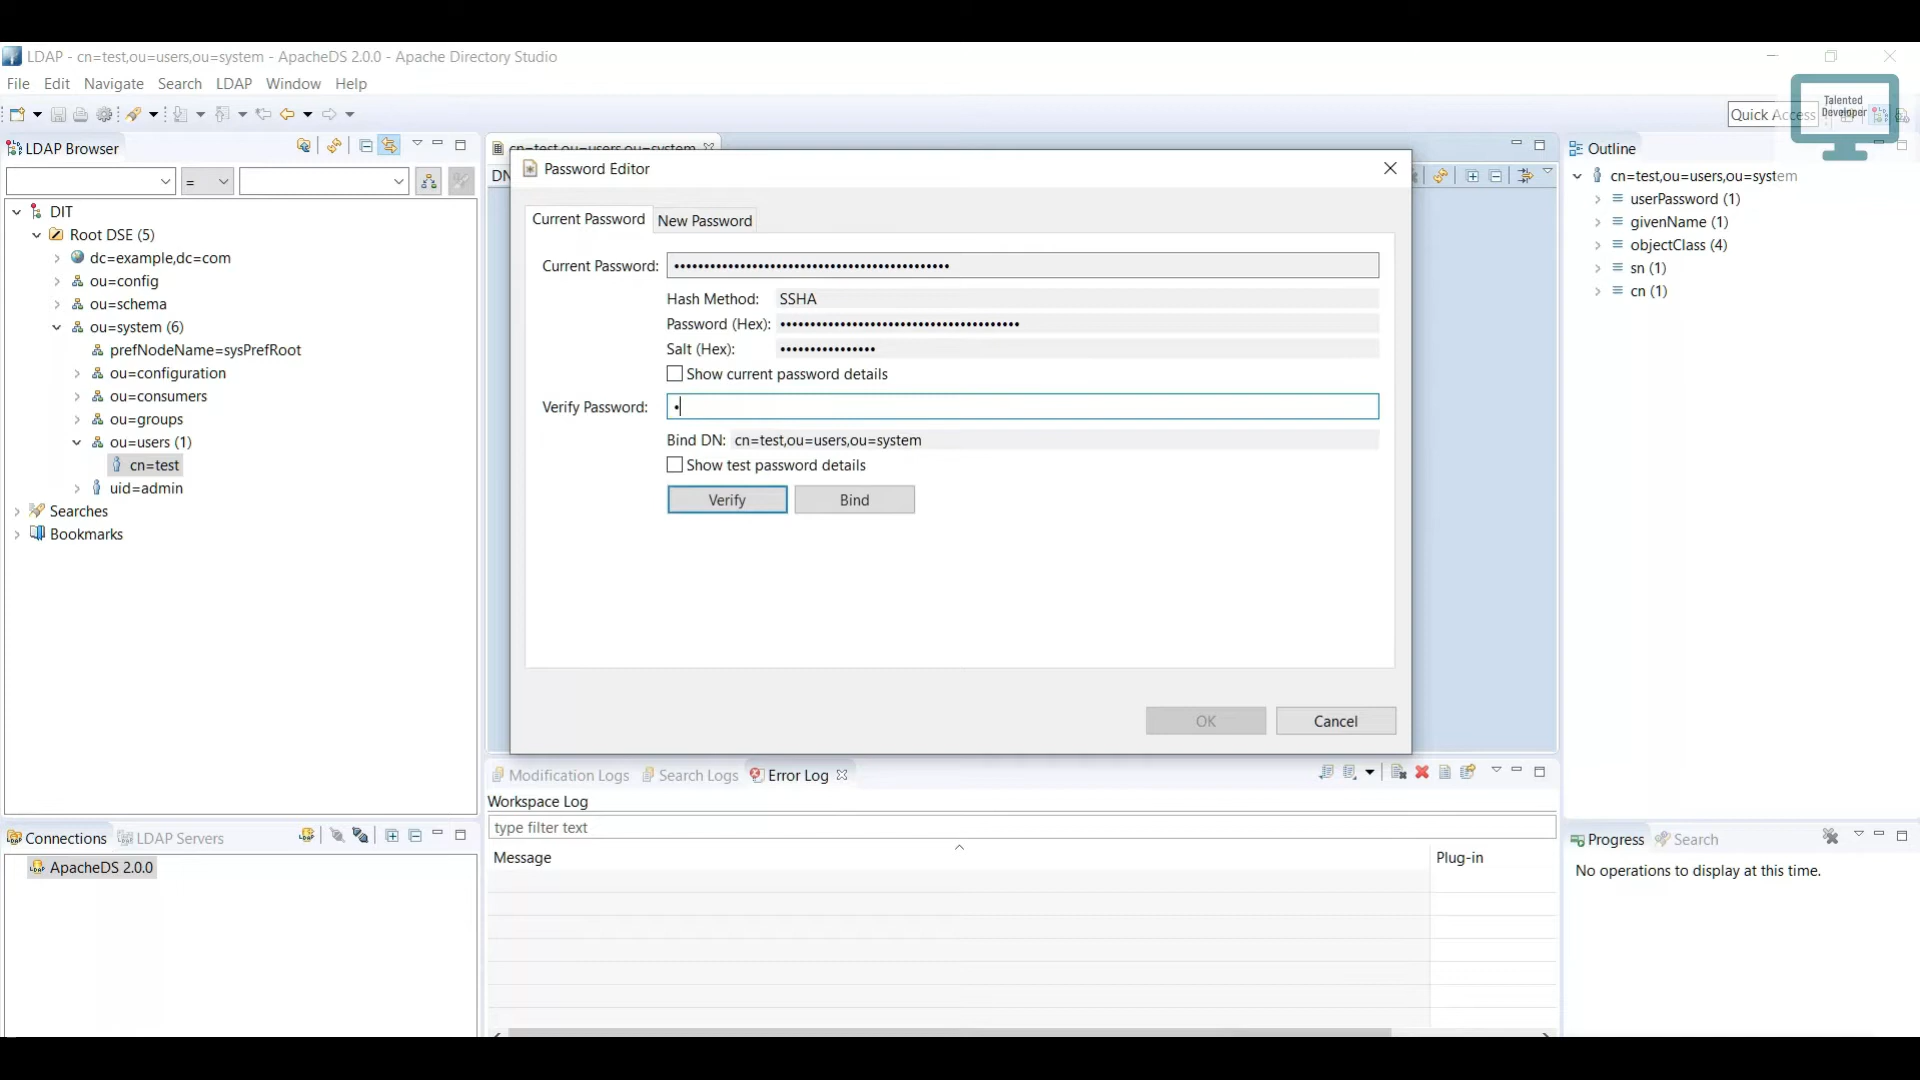 LDAP - cn=test,ou=users,ou=system - ApacheDS 2.0.0 - Apache Directory Studio
File Edit Navigate Search LDAP Window Help
Quick Access
Talented
Developer
LDAP Browser
=
DIT
Root DSE (5)
dc=example,dc=com
ou=config
ou=schema
ou=system (6)
prefNodeName=sysPrefRoot
ou=configuration
ou=consumers
ou=groups
ou=users (1)
cn=test
uid=admin
Searches
Bookmarks
Connections LDAP Servers
ApacheDS 2.0.0
cn=test,ou=users,ou=system
DN
Password Editor
Current Password New Password
Current Password: ••••••••••••••••••••••••••••••••••••••••••••••
Hash Method: SSHA
Password (Hex): ••••••••••••••••••••••••••••••••••••••••
Salt (Hex): ••••••••••••••••
Show current password details
Verify Password: •
Bind DN: cn=test,ou=users,ou=system
Show test password details
Verify Bind
OK Cancel
Modification Logs Search Logs Error Log
Workspace Log
type filter text
Message Plug-in
Outline
cn=test,ou=users,ou=system
userPassword (1)
givenName (1)
objectClass (4)
sn (1)
cn (1)
Progress Search
No operations to display at this time.